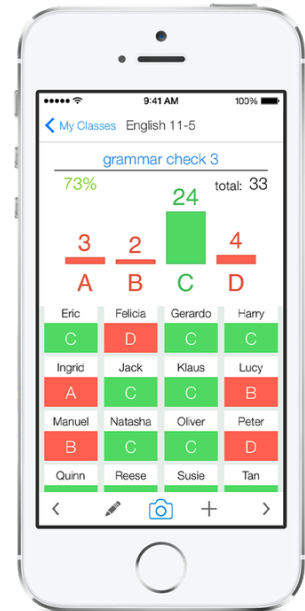 9:41 AM 100%
My Classes English 11-5
grammar check 3
73% 24 total: 33
3 2 4
A B C D
Eric Felicia Gerardo Harry
C D C C
Ingrid Jack Klaus Lucy
A C C B
Manuel Natasha Oliver Peter
B C C D
Quinn Reese Susie Tan